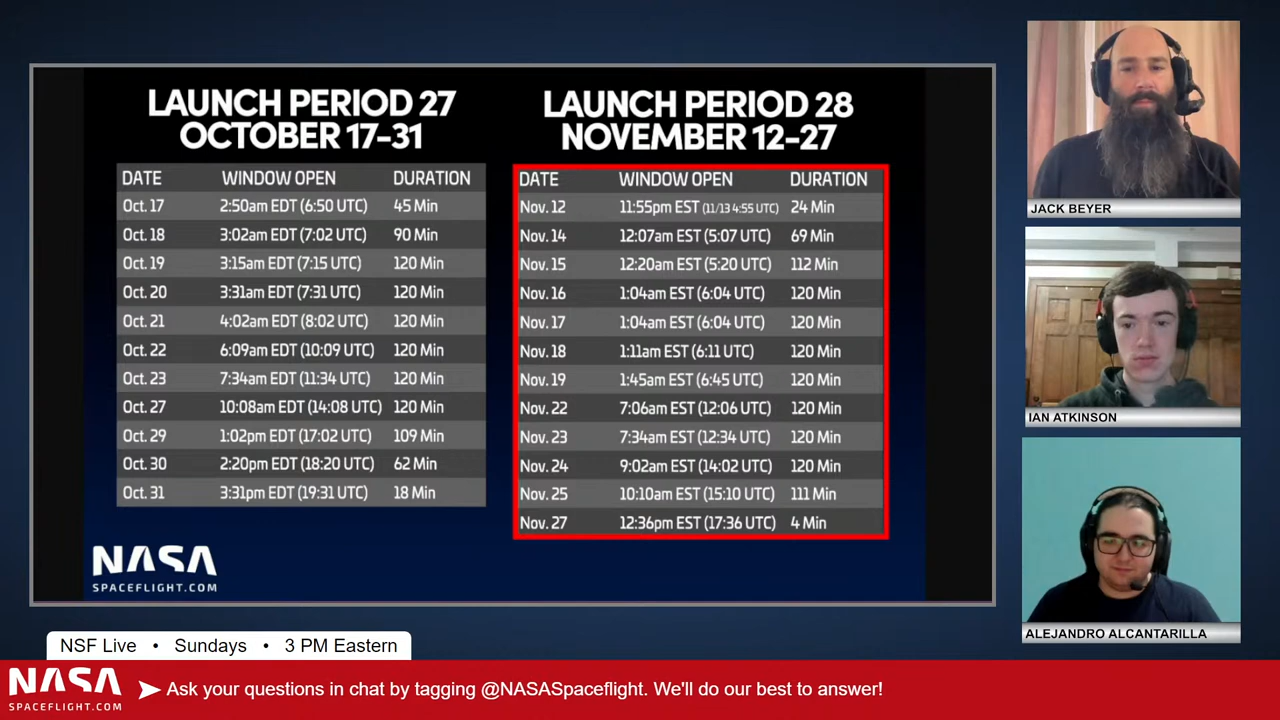 LAUNCH PERIOD 27
OCTOBER 17-31
DATE WINDOW OPEN DURATION
Oct. 17 2:50am EDT (6:50 UTC) 45 Min
Oct. 18 3:02am EDT (7:02 UTC) 90 Min
Oct. 19 3:15am EDT (7:15 UTC) 120 Min
Oct. 20 3:31am EDT (7:31 UTC) 120 Min
Oct. 21 4:02am EDT (8:02 UTC) 120 Min
Oct. 22 6:09am EDT (10:09 UTC) 120 Min
Oct. 23 7:34am EDT (11:34 UTC) 120 Min
Oct. 27 10:08am EDT (14:08 UTC) 120 Min
Oct. 29 1:02pm EDT (17:02 UTC) 109 Min
Oct. 30 2:20pm EDT (18:20 UTC) 62 Min
Oct. 31 3:31pm EDT (19:31 UTC) 18 Min
LAUNCH PERIOD 28
NOVEMBER 12-27
DATE WINDOW OPEN DURATION
Nov. 12 11:55pm EST (11/13 4:55 UTC) 24 Min
Nov. 14 12:07am EST (5:07 UTC) 69 Min
Nov. 15 12:20am EST (5:20 UTC) 112 Min
Nov. 16 1:04am EST (6:04 UTC) 120 Min
Nov. 17 1:04am EST (6:04 UTC) 120 Min
Nov. 18 1:11am EST (6:11 UTC) 120 Min
Nov. 19 1:45am EST (6:45 UTC) 120 Min
Nov. 22 7:06am EST (12:06 UTC) 120 Min
Nov. 23 7:34am EST (12:34 UTC) 120 Min
Nov. 24 9:02am EST (14:02 UTC) 120 Min
Nov. 25 10:10am EST (15:10 UTC) 111 Min
Nov. 27 12:36pm EST (17:36 UTC) 4 Min
NASA
SPACEFLIGHT.COM
JACK BEYER
IAN ATKINSON
ALEJANDRO ALCANTARILLA
NSF Live • Sundays • 3 PM Eastern
NASA
SPACEFLIGHT.COM
Ask your questions in chat by tagging @NASASpaceflight. We'll do our best to answer!